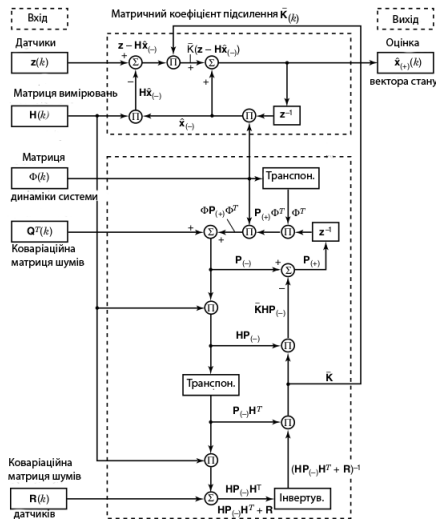 Вхід
Матричний коефіцієнт підсилення K̄(k)
Вихід
Датчики
z − Hx̂(−)
K̄(z − Hx̂(−))
Оцінка
z(k)
+
Σ
Π
+
Σ
x̂(+)(k)
−
+
вектора стану
Матриця вимірювань
Hx̂(−)
H(k)
Π
x̂(−)
Π
z⁻¹
Матриця
Φ(k)
Транспон.
динаміки системи
ΦP(+)Φᵀ
P(+)Φᵀ
Φᵀ
Qᵀ(k)
+
Σ
+
Π
Π
z⁻¹
Коваріаційна
матриця шумів
P(−)
+
Σ
P(+)
−
K̄HP(−)
Π
HP(−)
Π
Транспон.
K̄
P(−)Hᵀ
Π
Коваріаційна
матриця шумів
Π
(HP(−)Hᵀ + R)⁻¹
HP(−)Hᵀ
R(k)
Σ
Інвертув.
датчиків
HP(−)Hᵀ + R